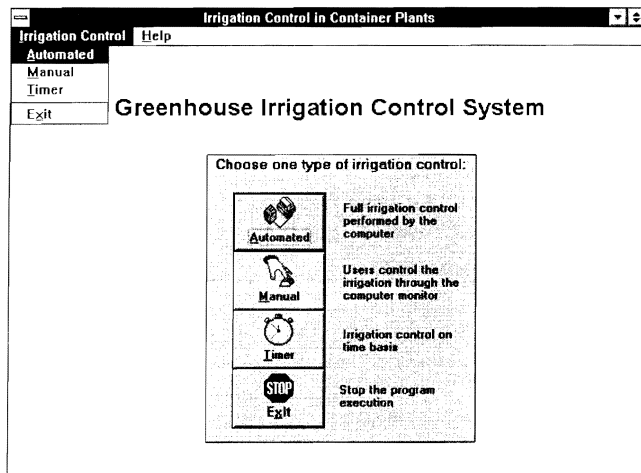 Irrigation Control in Container Plants
Irrigation Control Help
Automated
Manual
Timer
Exit
Greenhouse Irrigation Control System
Choose one type of irrigation control:
Automated
Full irrigation control
performed by the
computer
Manual
Users control the
irrigation through the
computer monitor
Timer
Irrigation control on
time basis
STOP
Exit
Stop the program
execution